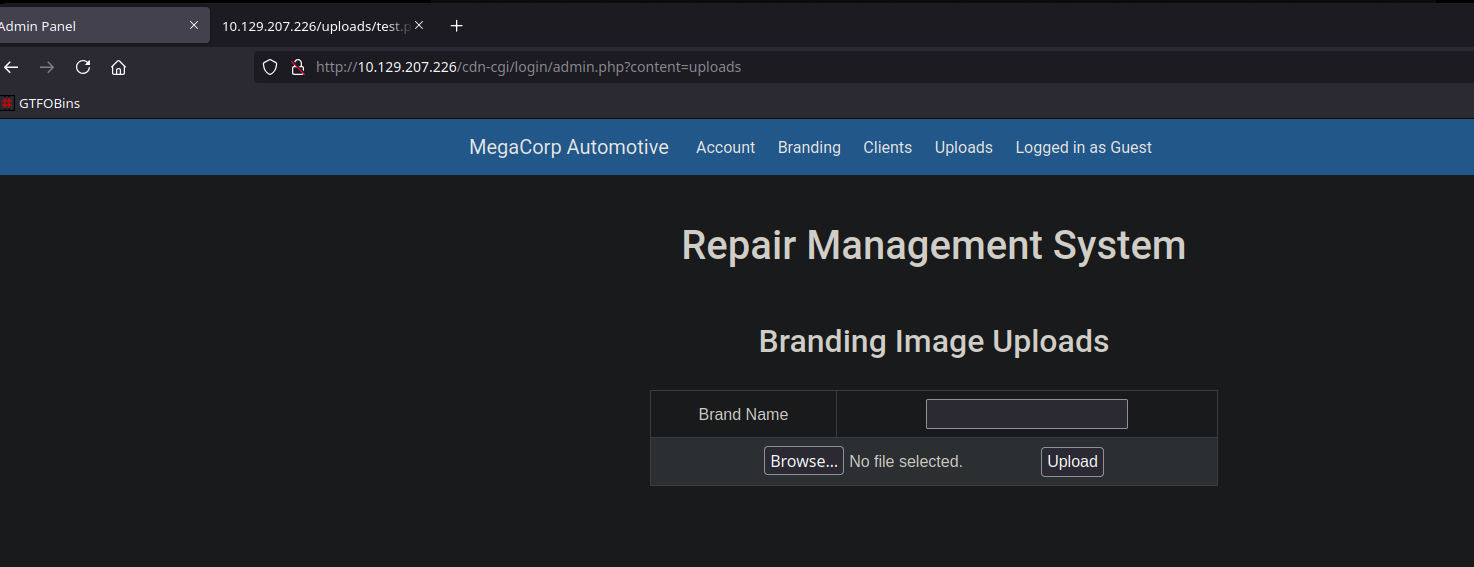 Admin Panel
10.129.207.226/uploads/test.p
http://10.129.207.226/cdn-cgi/login/admin.php?content=uploads
GTFOBins
MegaCorp Automotive Account Branding Clients Uploads Logged in as Guest
Repair Management System
Branding Image Uploads
Brand Name
Browse... No file selected. Upload